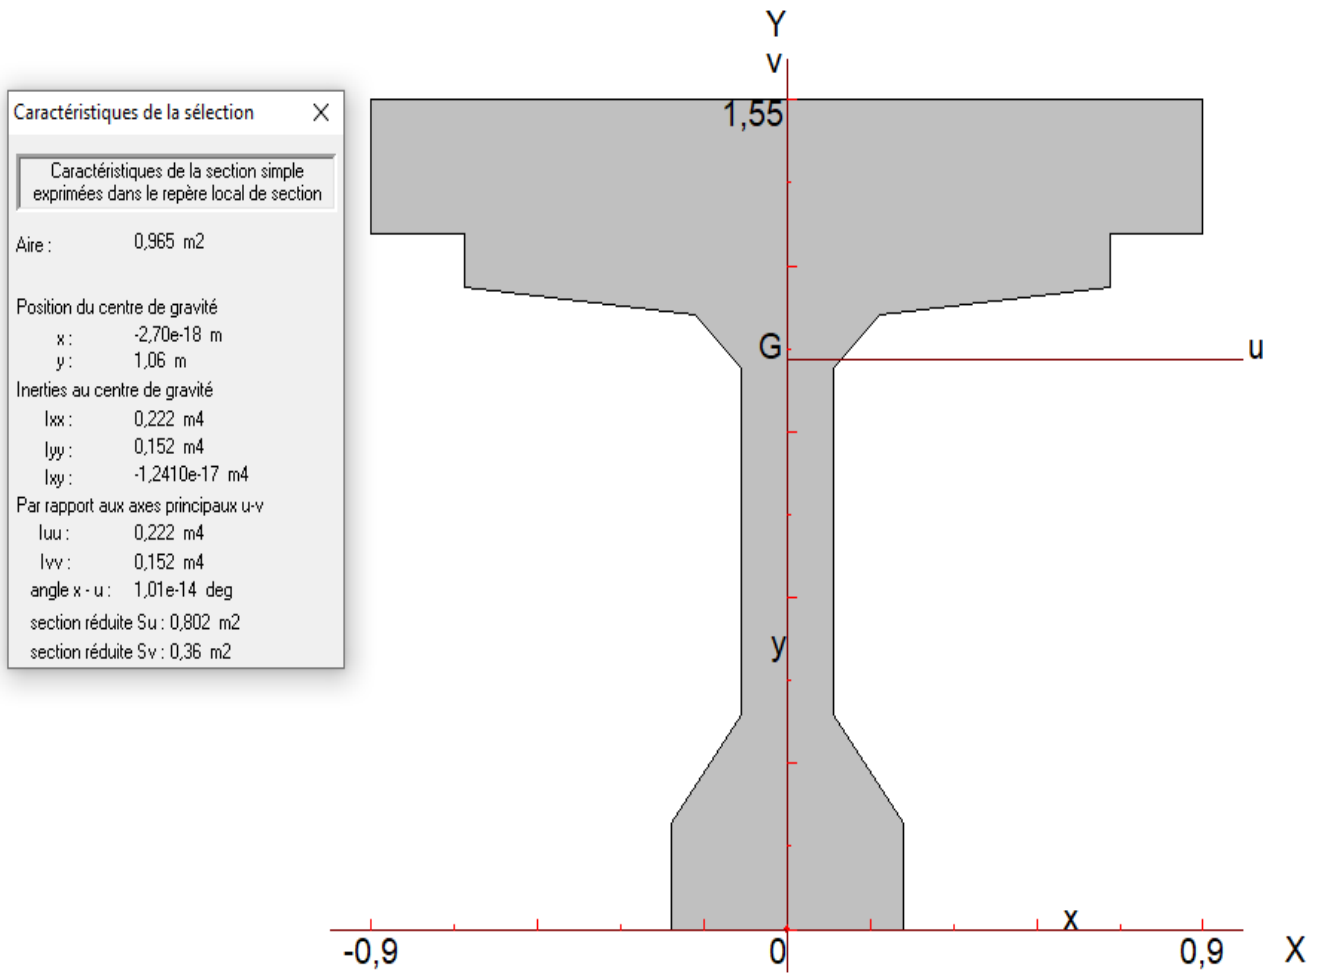 Caractéristiques de la sélection
Caractéristiques de la section simple
exprimées dans le repère local de section
Aire : 0,965 m2
Position du centre de gravité
x : -2,70e-18 m
y : 1,06 m
Inerties au centre de gravité
Ixx : 0,222 m4
Iyy : 0,152 m4
Ixy : -1,2410e-17 m4
Par rapport aux axes principaux u-v
Iuu : 0,222 m4
Ivv : 0,152 m4
angle x - u : 1,01e-14 deg
section réduite Su : 0,802 m2
section réduite Sv : 0,36 m2
Y
v
1,55
G
u
y
x
-0,9
0
0,9
X